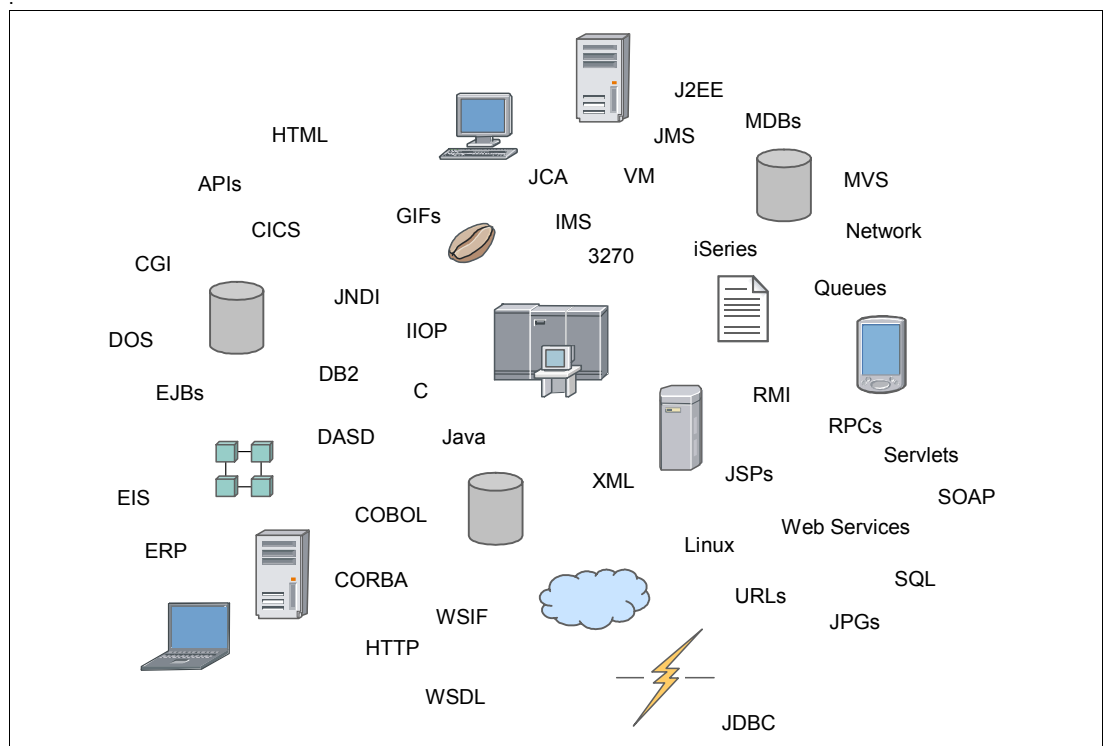 .
J2EE
MDBs
HTML
JMS
JCA
VM
MVS
APIs
GIFs
IMS
CICS
Network
3270
iSeries
CGI
Queues
JNDI
IIOP
DOS
DB2
EJBs
C
RMI
RPCs
DASD
Java
Servlets
XML
JSPs
EIS
SOAP
COBOL
Web Services
Linux
ERP
CORBA
SQL
URLs
WSIF
JPGs
HTTP
WSDL
JDBC